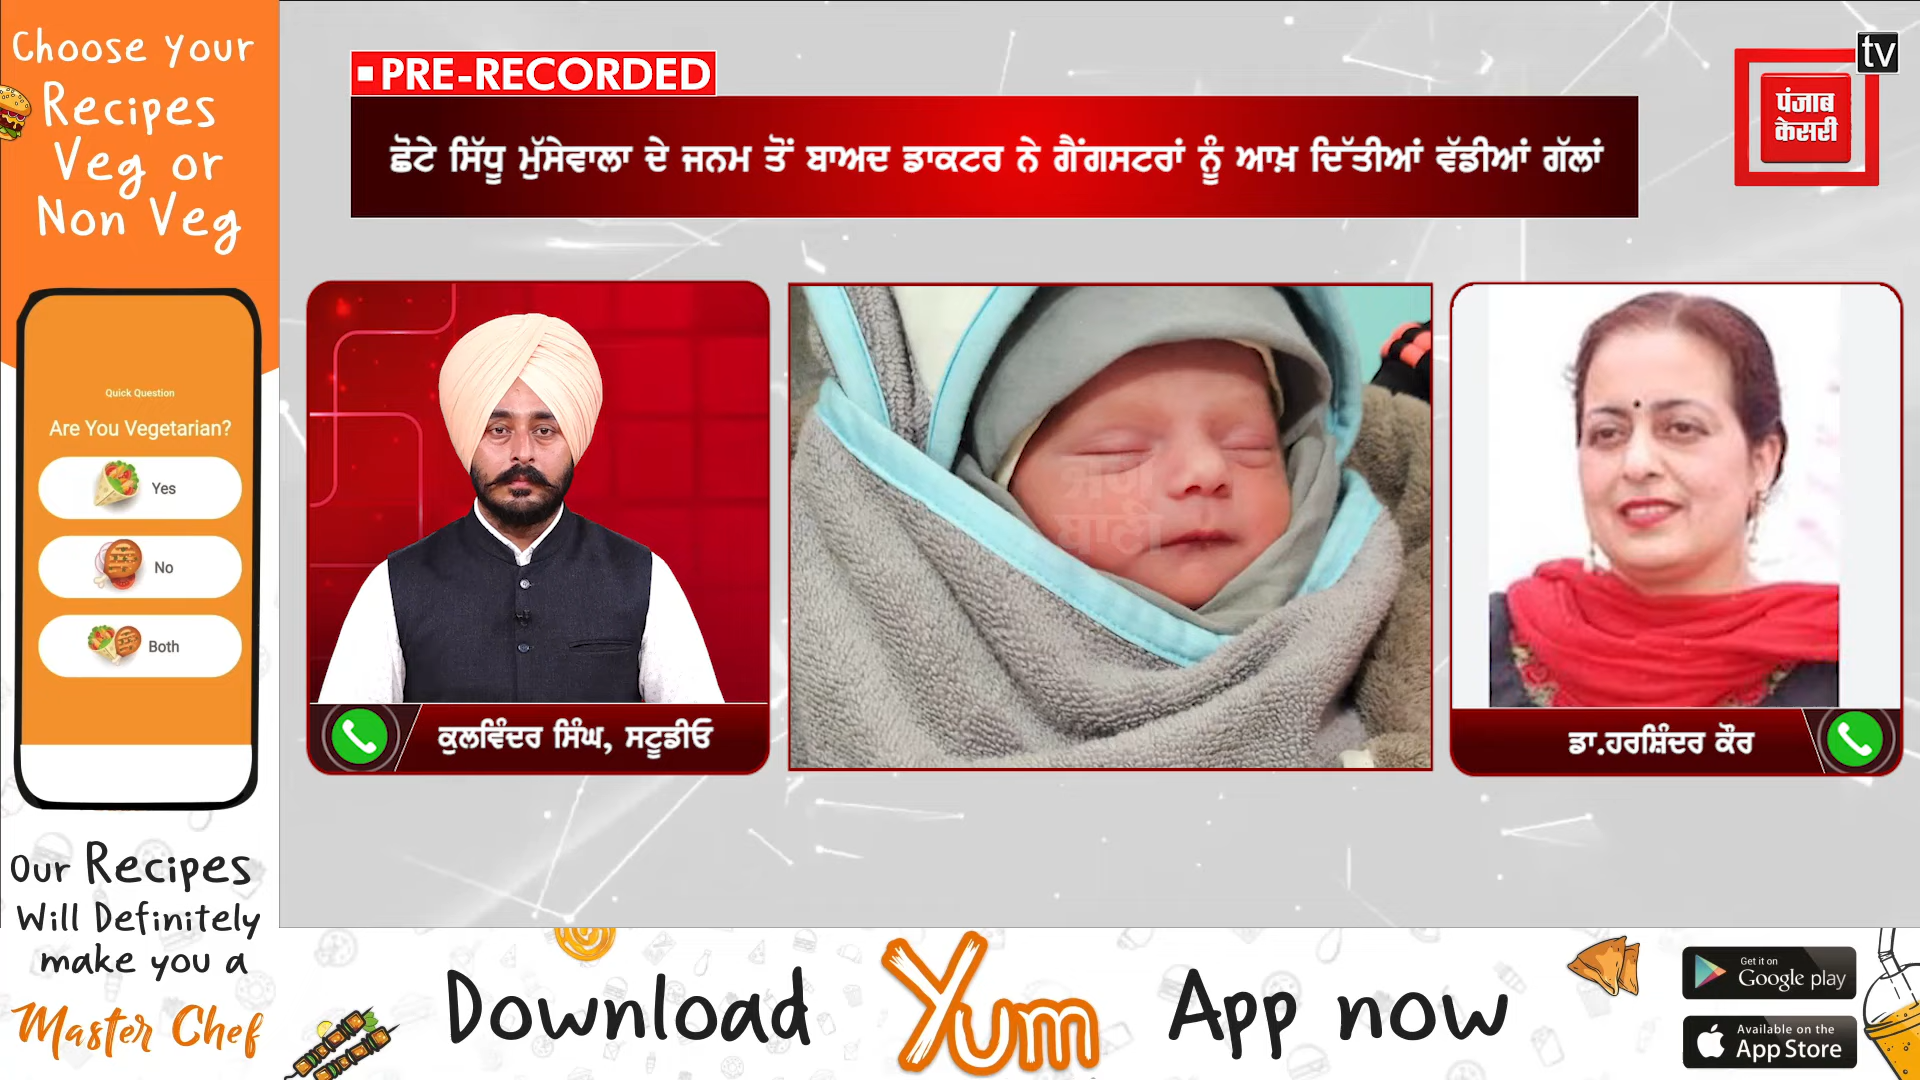 Choose Your
Recipes
Veg or
Non Veg
PRE-RECORDED
ਛੋਟੇ ਸਿੱਧੂ ਮੁੱਸੇਵਾਲਾ ਦੇ ਜਨਮ ਤੋਂ ਬਾਅਦ ਡਾਕਟਰ ਨੇ ਗੈਂਗਸਟਰਾਂ ਨੂੰ ਆਖ਼ ਦਿੱਤੀਆਂ ਵੱਡੀਆਂ ਗੱਲਾਂ
tv
पंजाब
केसरी
Quick Question
Are You Vegetarian?
Yes
No
Both
ਜਗ
ਬਾਣੀ
ਕੁਲਵਿੰਦਰ ਸਿੰਘ, ਸਟੂਡੀਓ
ਡਾ.ਹਰਸ਼ਿੰਦਰ ਕੌਰ
Our Recipes
Will Definitely
make you a
Master Chef
Download Yum App now
Get it on
Google play
Available on the
App Store